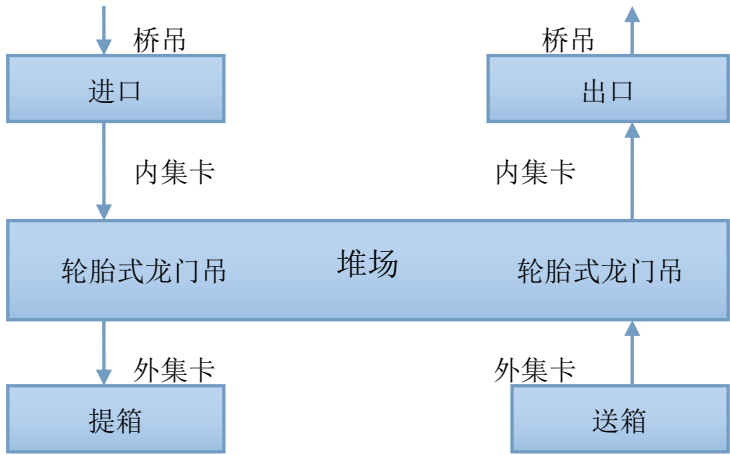 桥吊
桥吊
进口
出口
内集卡
内集卡
轮胎式龙门吊
堆场
轮胎式龙门吊
外集卡
外集卡
提箱
送箱